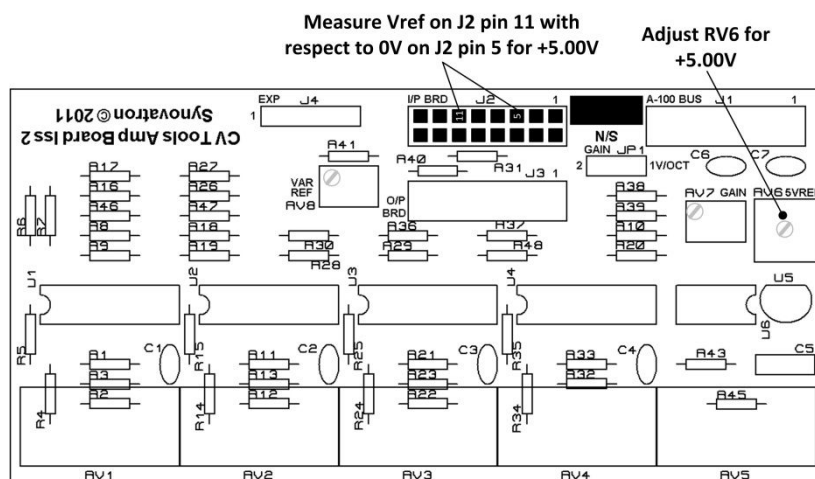 Measure Vref on J2 pin 11 with
respect to 0V on J2 pin 5 for +5.00V
Adjust RV6 for
+5.00V
CV Tools Amp Board Iss 2
Synovatron © 2011
EXP
J4
1
I/P BRD
J2
1
11
5
S/N
A-100 BUS
J1
1
R41
R40
R31
GAIN
JP1
2
1V/OCT
C6
C7
R17
R27
R16
R26
R46
R47
R8
R18
R9
R19
R6
R7
VAR
REF
RV8
J3 1
O/P
BRD
R38
R39
R10
R20
RV7 GAIN
RV6 5VREF
R30
R28
R36
R29
R37
R48
U1
U2
U3
U4
U5
U6
R5
R15
R25
R35
C1
C2
C3
C4
C5
R1
R3
R2
R4
R11
R13
R12
R14
R21
R23
R22
R24
R33
R32
R34
R43
R45
RV1
RV2
RV3
RV4
RV5